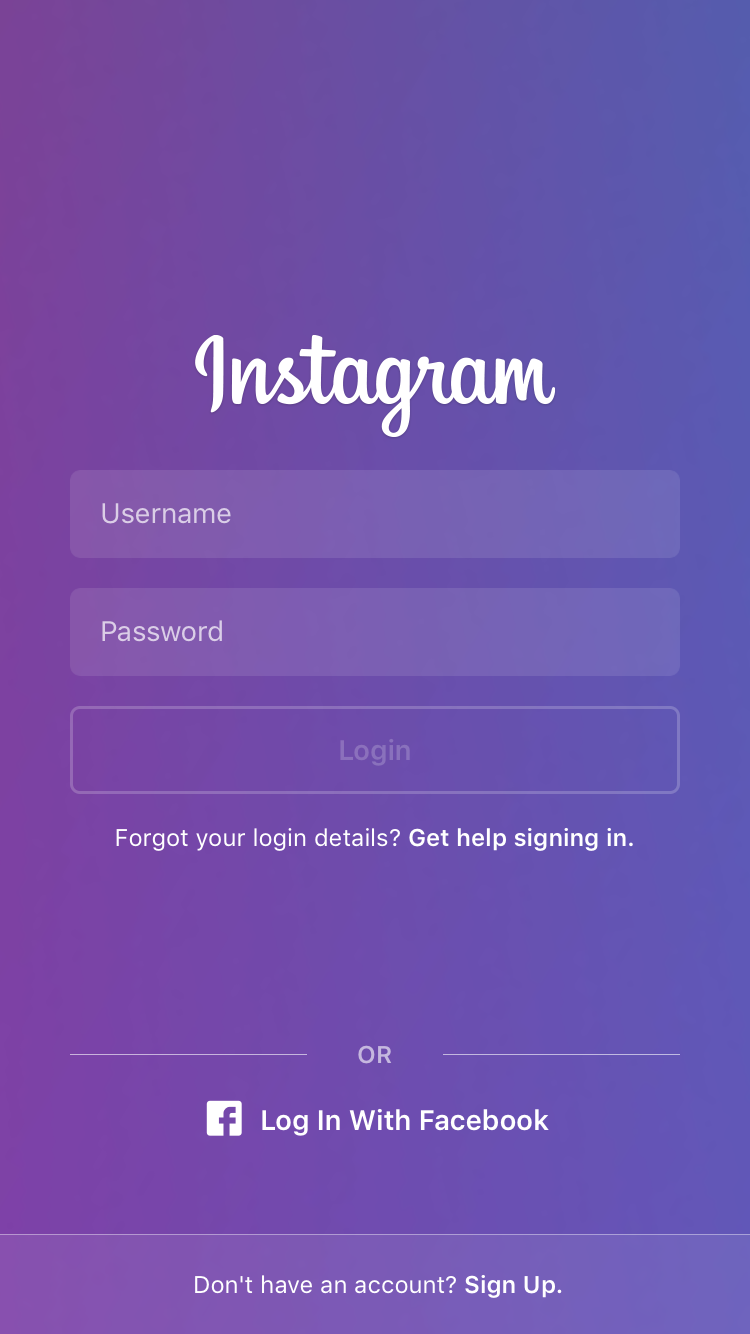 Instagram
Username
Password
Login
Forgot your login details? Get help signing in.
OR
Log In With Facebook
Don't have an account? Sign Up.